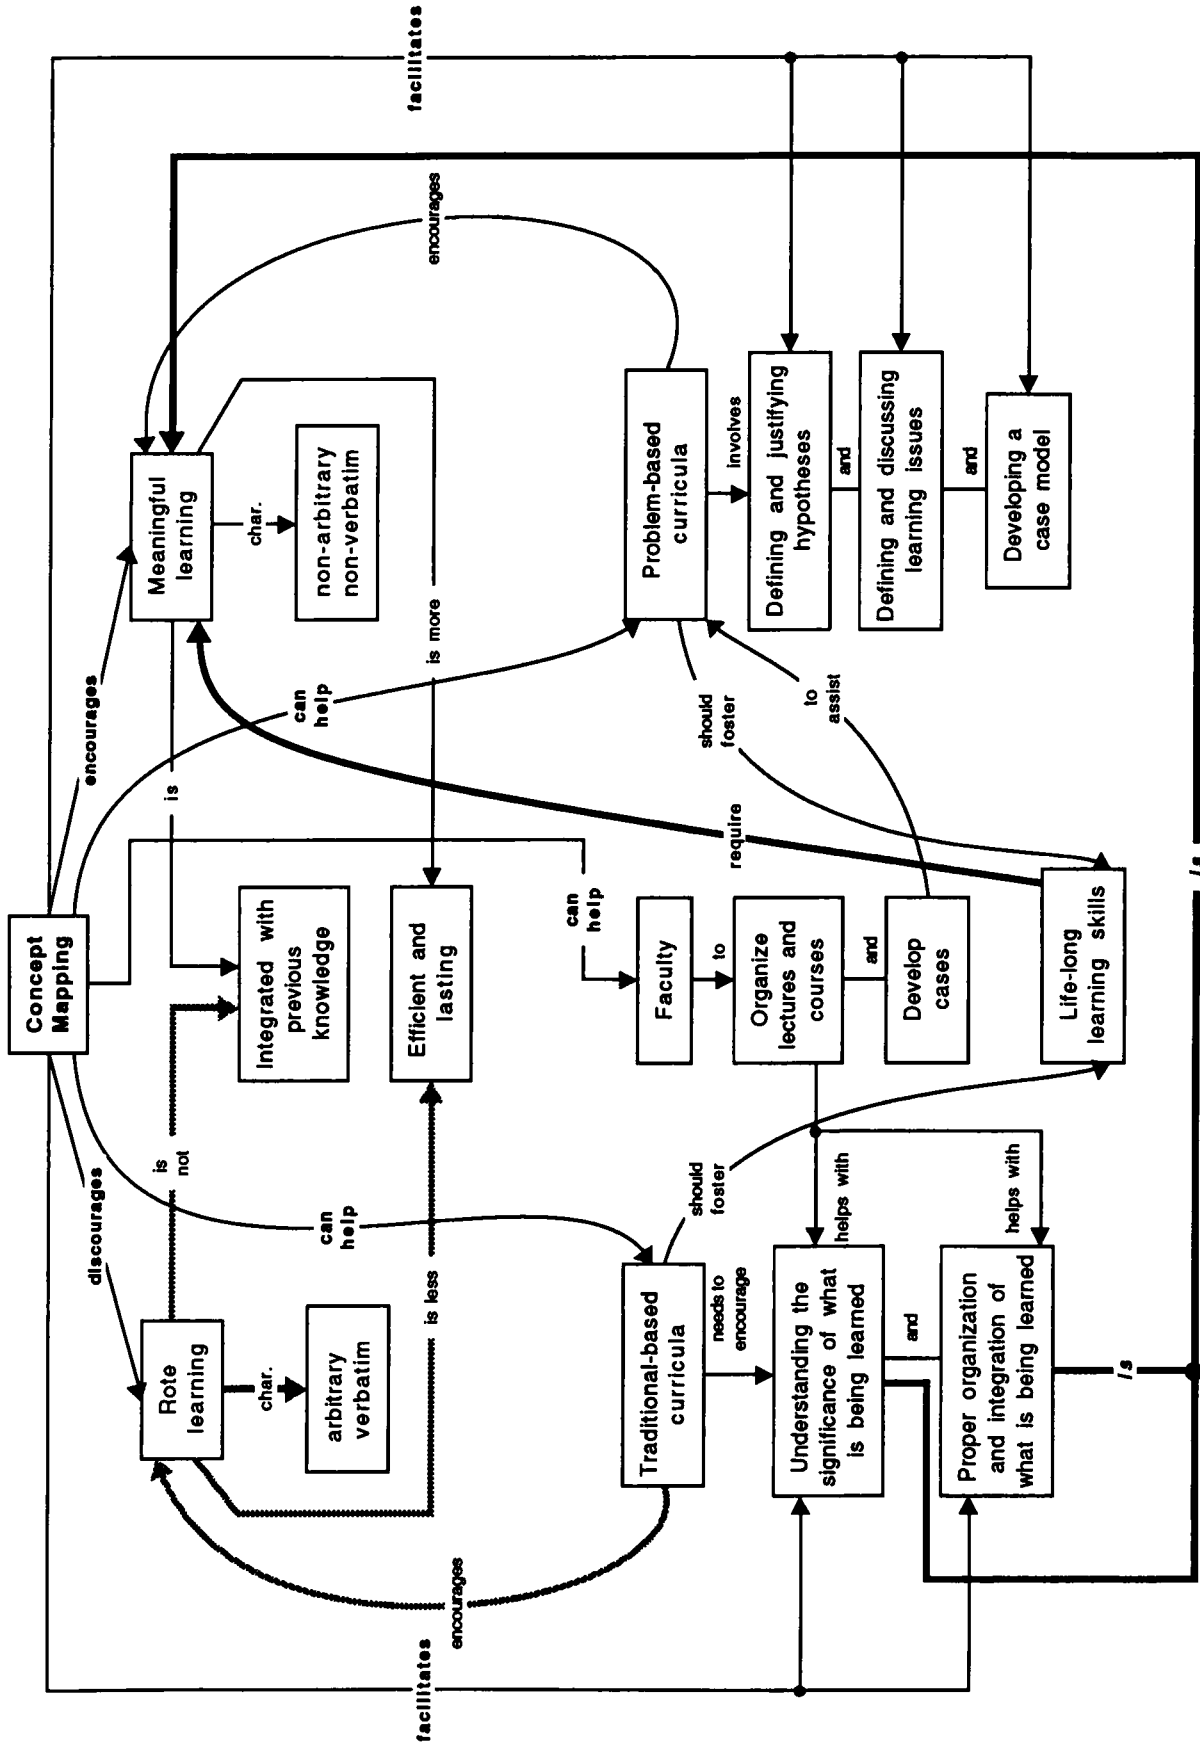 Concept
Mapping
facilitates
discourages
encourages
facilitates
Rote
learning
Meaningful
learning
is
not
is
char.
char.
arbitrary
verbatim
Integrated with
previous
knowledge
non-arbitrary
non-verbatim
can
help
can
help
Efficient and
lasting
is less
is more
encourages
encourages
can
help
Traditional-based
curricula
Faculty
Problem-based
curricula
needs to
encourage
should
foster
to
should
foster
involves
Organize
lectures and
courses
require
to
assist
Understanding the
significance of what
is being learned
helps with
Defining and justifying
hypotheses
and
and
and
Develop
cases
Defining and discussing
learning issues
Proper organization
and integration of
what is being learned
helps with
and
Life-long
learning skills
Developing a
case model
is
is